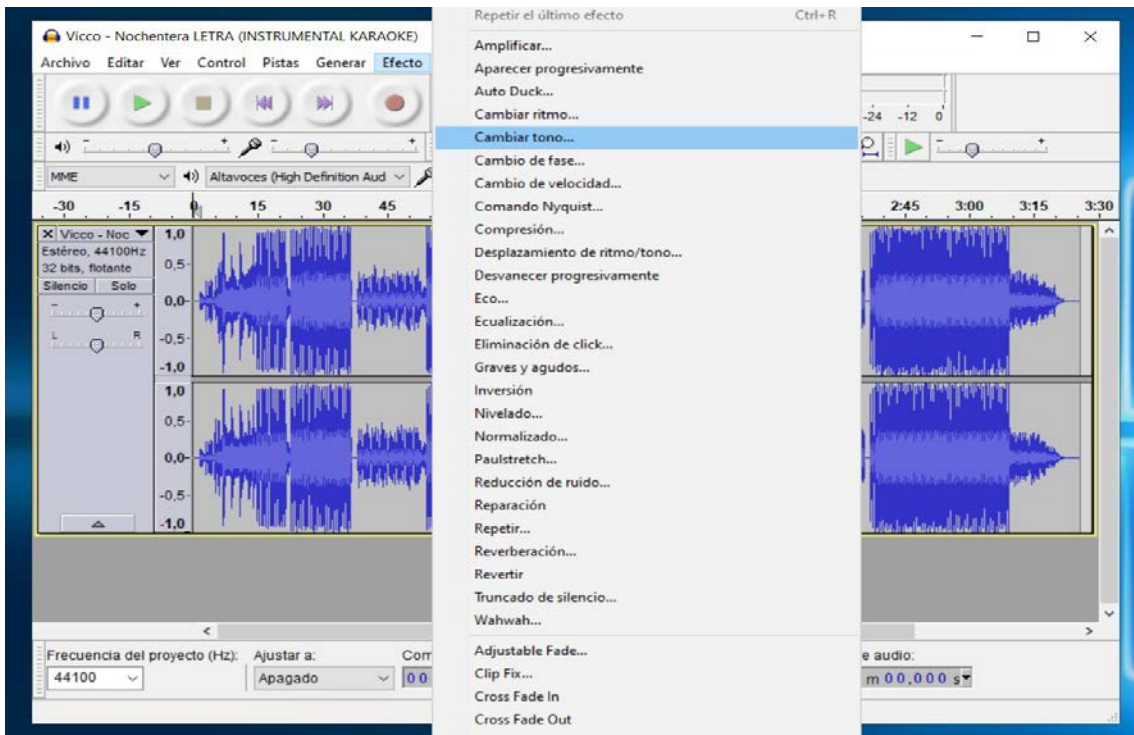 Vicco - Nochentera LETRA (INSTRUMENTAL KARAOKE)
Archivo Editar Ver Control Pistas Generar Efecto
Repetir el último efecto Ctrl+R
Amplificar...
Aparecer progresivamente
Auto Duck...
Cambiar ritmo...
Cambiar tono...
Cambio de fase...
Cambio de velocidad...
Comando Nyquist...
Compresión...
Desplazamiento de ritmo/tono...
Desvanecer progresivamente
Eco...
Ecualización...
Eliminación de click...
Graves y agudos...
Inversión
Nivelado...
Normalizado...
Paulstretch...
Reducción de ruido...
Reparación
Repetir...
Reverberación...
Revertir
Truncado de silencio...
Wahwah...
Adjustable Fade...
Clip Fix...
Cross Fade In
Cross Fade Out
-24 -12 0
MME Altavoces (High Definition Aud
-30 -15 0 15 30 45 2:45 3:00 3:15 3:30
X Vicco - Noc
Estéreo, 44100Hz
32 bits, flotante
Silencio Solo
- +
L R
1,0
0,5-
0,0-
-0,5-
-1,0
1,0
0,5-
0,0-
-0,5-
-1,0
Frecuencia del proyecto (Hz): Ajustar a: e audio:
44100 Apagado 00 m 00.000 s